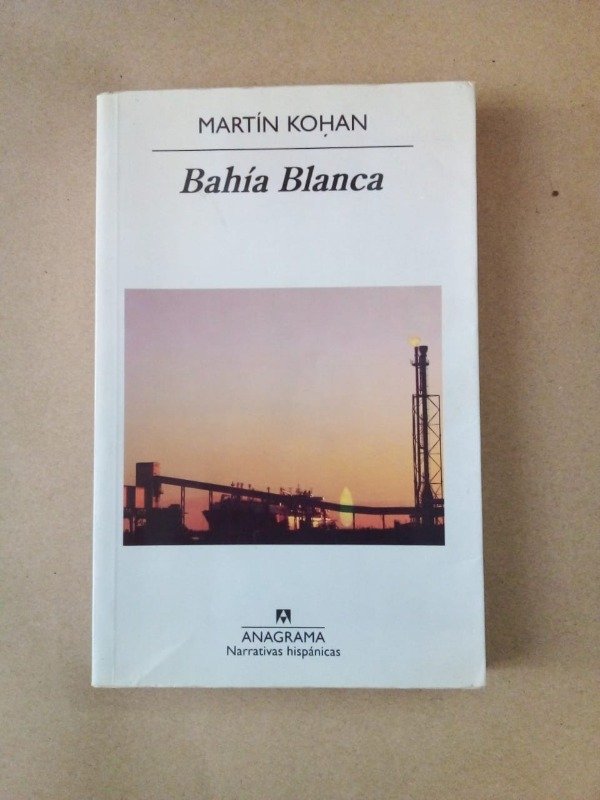 MARTÍN KOHAN
Bahía Blanca
ANAGRAMA
Narrativas hispánicas